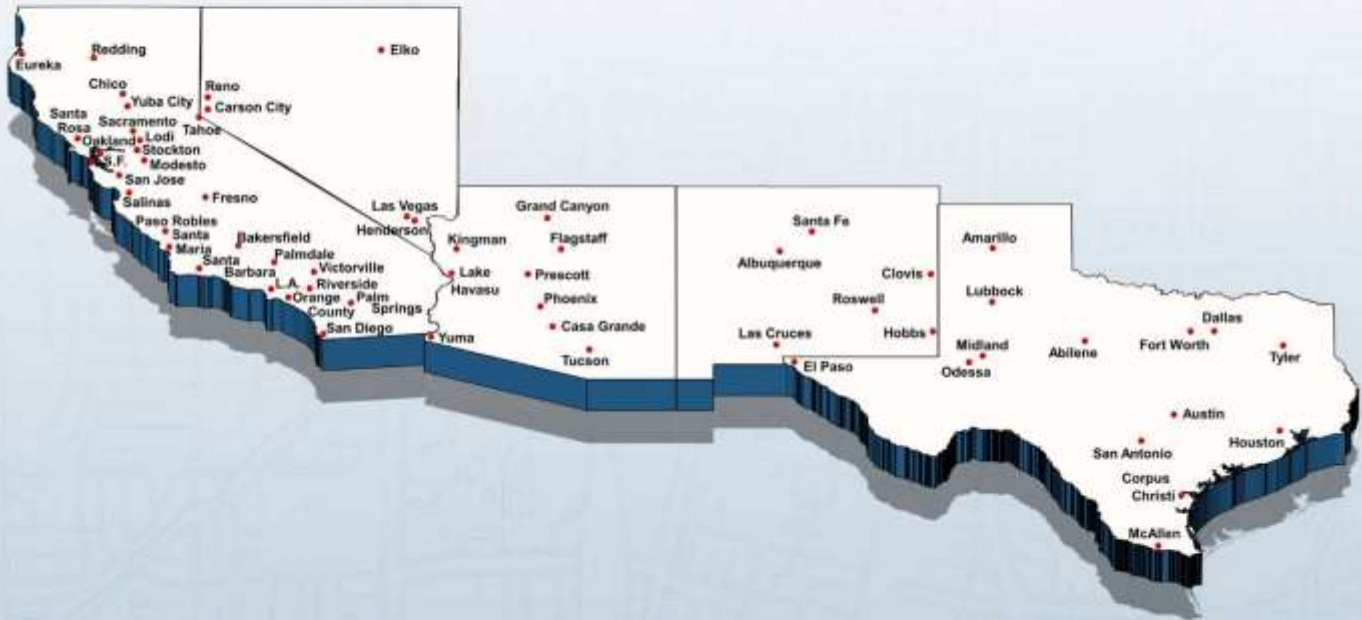 Eureka
Redding
Chico
Yuba City
Santa
Rosa
Sacramento
Lodi
Oakland
Stockton
S.F.
Modesto
San Jose
Salinas
Fresno
Paso Robles
Santa
Maria
Bakersfield
Palmdale
Santa
Barbara
Victorville
L.A.
Riverside
Orange
County
Palm
Springs
San Diego
Elko
Reno
Carson City
Tahoe
Las Vegas
Henderson
Grand Canyon
Kingman
Flagstaff
Lake
Havasu
Prescott
Phoenix
Casa Grande
Yuma
Tucson
Santa Fe
Albuquerque
Clovis
Roswell
Las Cruces
Hobbs
El Paso
Amarillo
Lubbock
Midland
Odessa
Abilene
Fort Worth
Dallas
Tyler
Austin
Houston
San Antonio
Corpus
Christi
McAllen